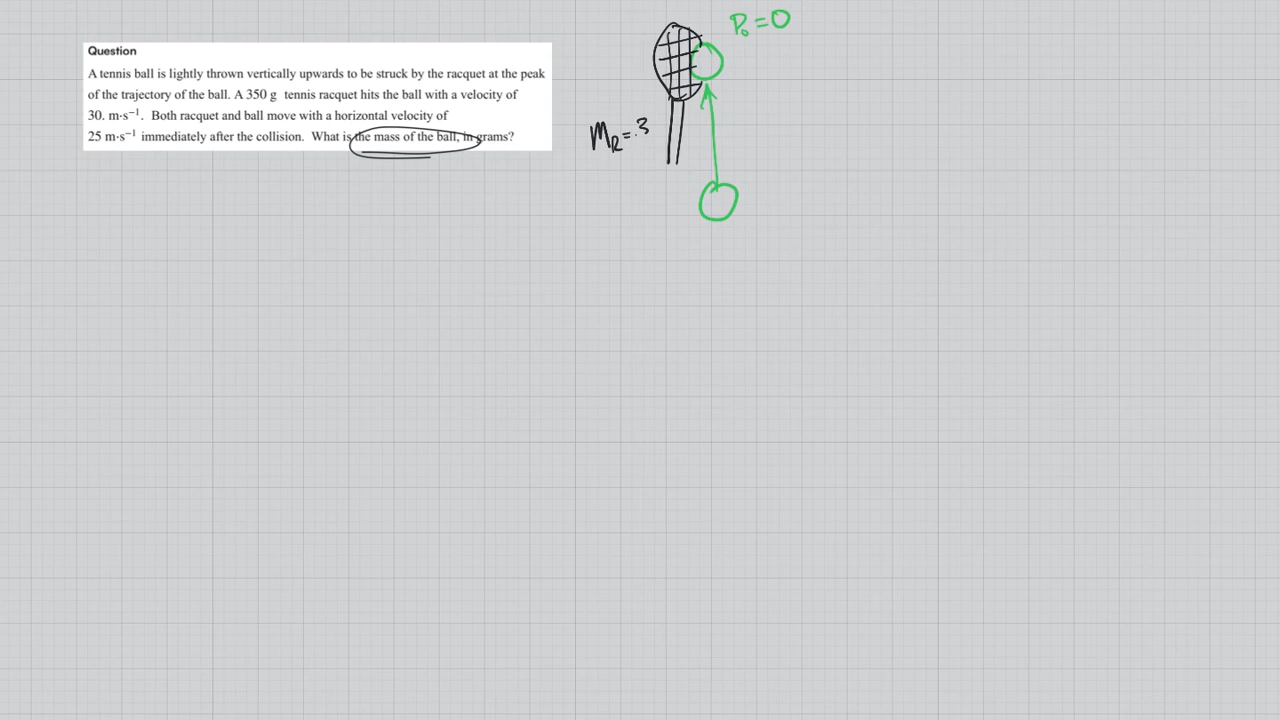 Question
A tennis ball is lightly thrown vertically upwards to be struck by the racquet at the peak
of the trajectory of the ball. A 350 g tennis racquet hits the ball with a velocity of
30. m·s⁻¹. Both racquet and ball move with a horizontal velocity of
25 m·s⁻¹ immediately after the collision. What is the mass of the ball, in grams?
P₀ = 0
m_R = .3